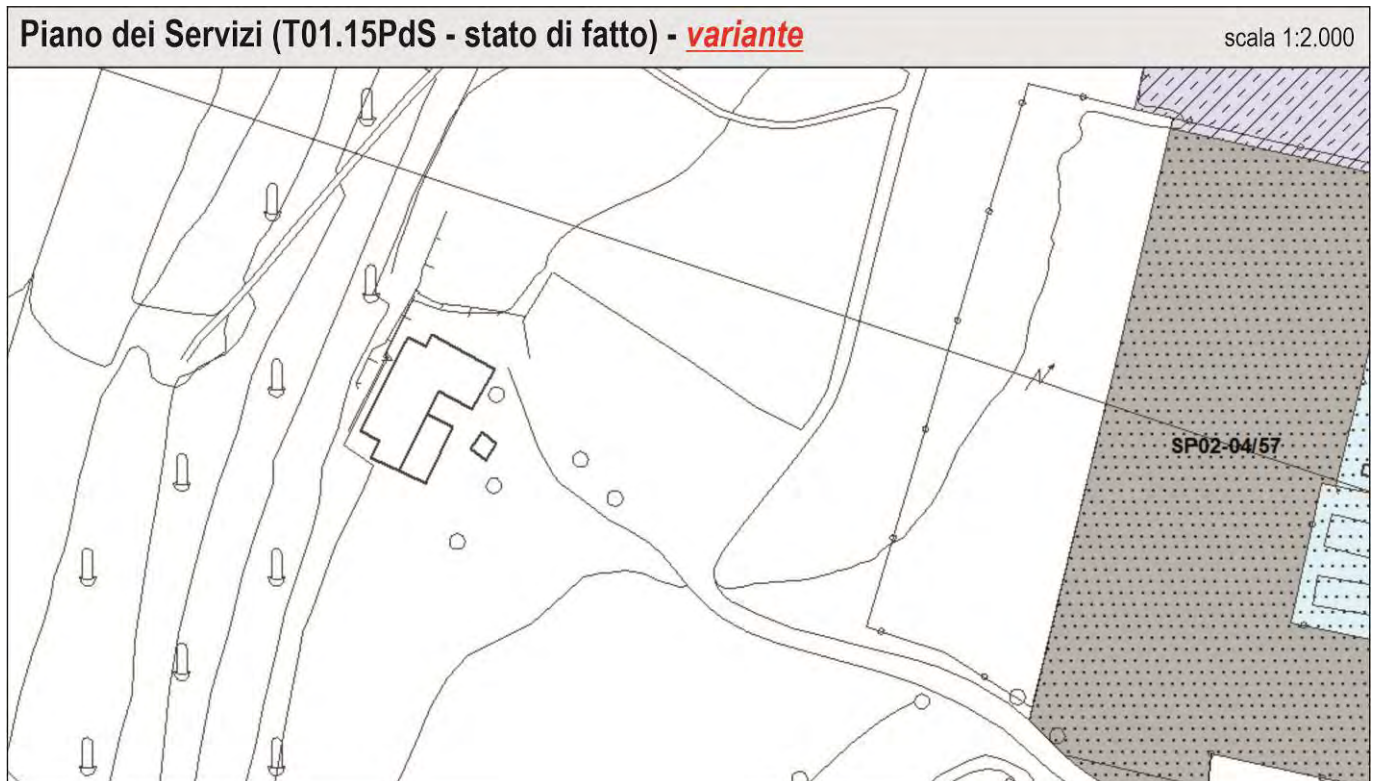 Piano dei Servizi (T01.15PdS - stato di fatto) - variante
scala 1:2.000
SP02-04/57